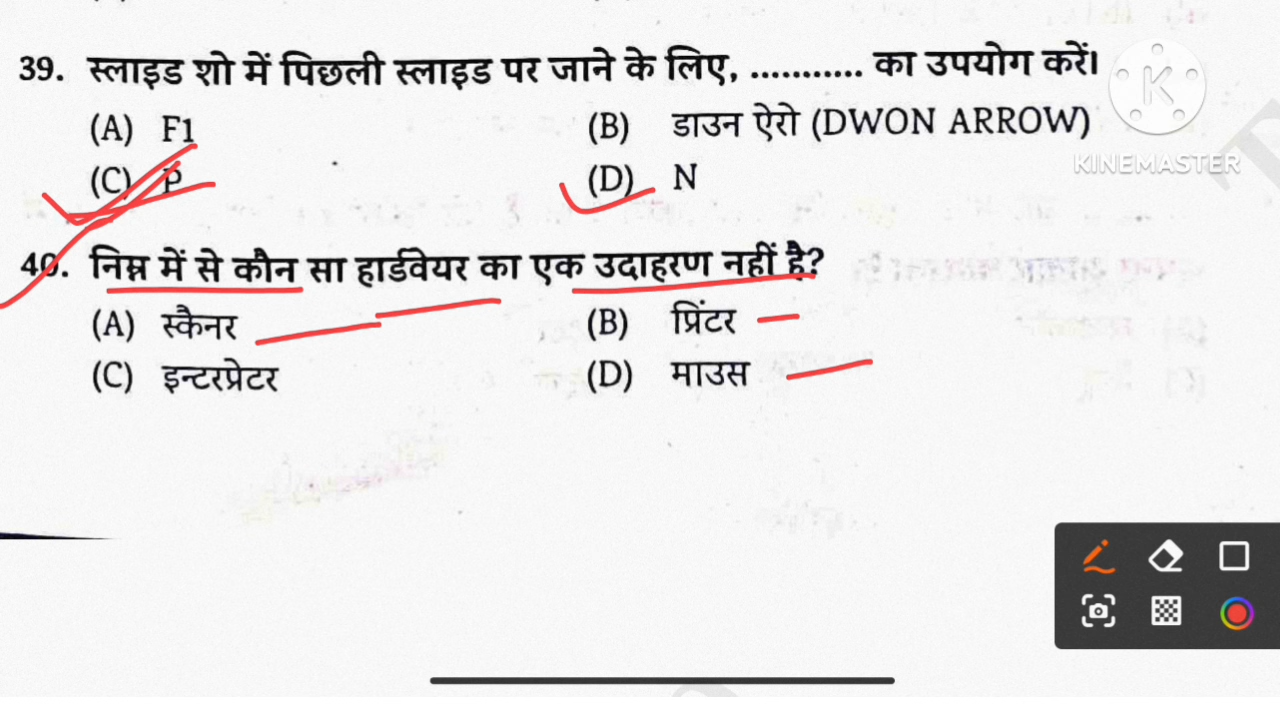 39. स्लाइड शो में पिछली स्लाइड पर जाने के लिए, ........... का उपयोग करें।
(A) F1 (B) डाउन ऐरो (DWON ARROW)
(C) P (D) N
K
KINEMASTER
40. निम्न में से कौन सा हार्डवेयर का एक उदाहरण नहीं है?
(A) स्कैनर (B) प्रिंटर
(C) इन्टरप्रेटर (D) माउस